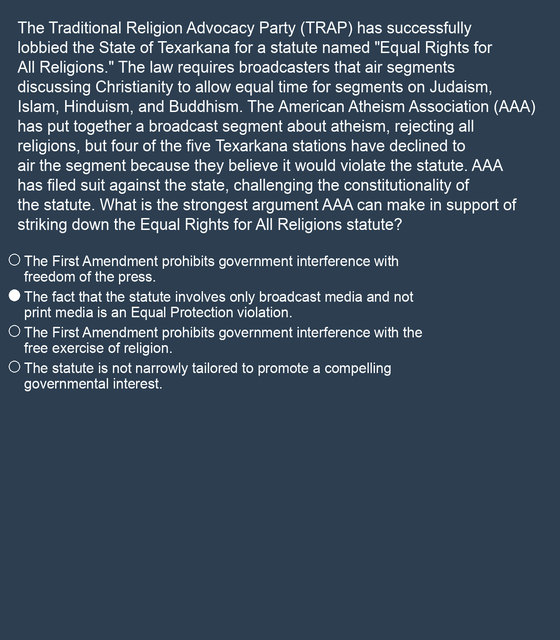 The Traditional Religion Advocacy Party (TRAP) has successfully
lobbied the State of Texarkana for a statute named "Equal Rights for
All Religions." The law requires broadcasters that air segments
discussing Christianity to allow equal time for segments on Judaism,
Islam, Hinduism, and Buddhism. The American Atheism Association (AAA)
has put together a broadcast segment about atheism, rejecting all
religions, but four of the five Texarkana stations have declined to
air the segment because they believe it would violate the statute. AAA
has filed suit against the state, challenging the constitutionality of
the statute. What is the strongest argument AAA can make in support of
striking down the Equal Rights for All Religions statute?
The First Amendment prohibits government interference with
freedom of the press.
The fact that the statute involves only broadcast media and not
print media is an Equal Protection violation.
The First Amendment prohibits government interference with the
free exercise of religion.
The statute is not narrowly tailored to promote a compelling
governmental interest.